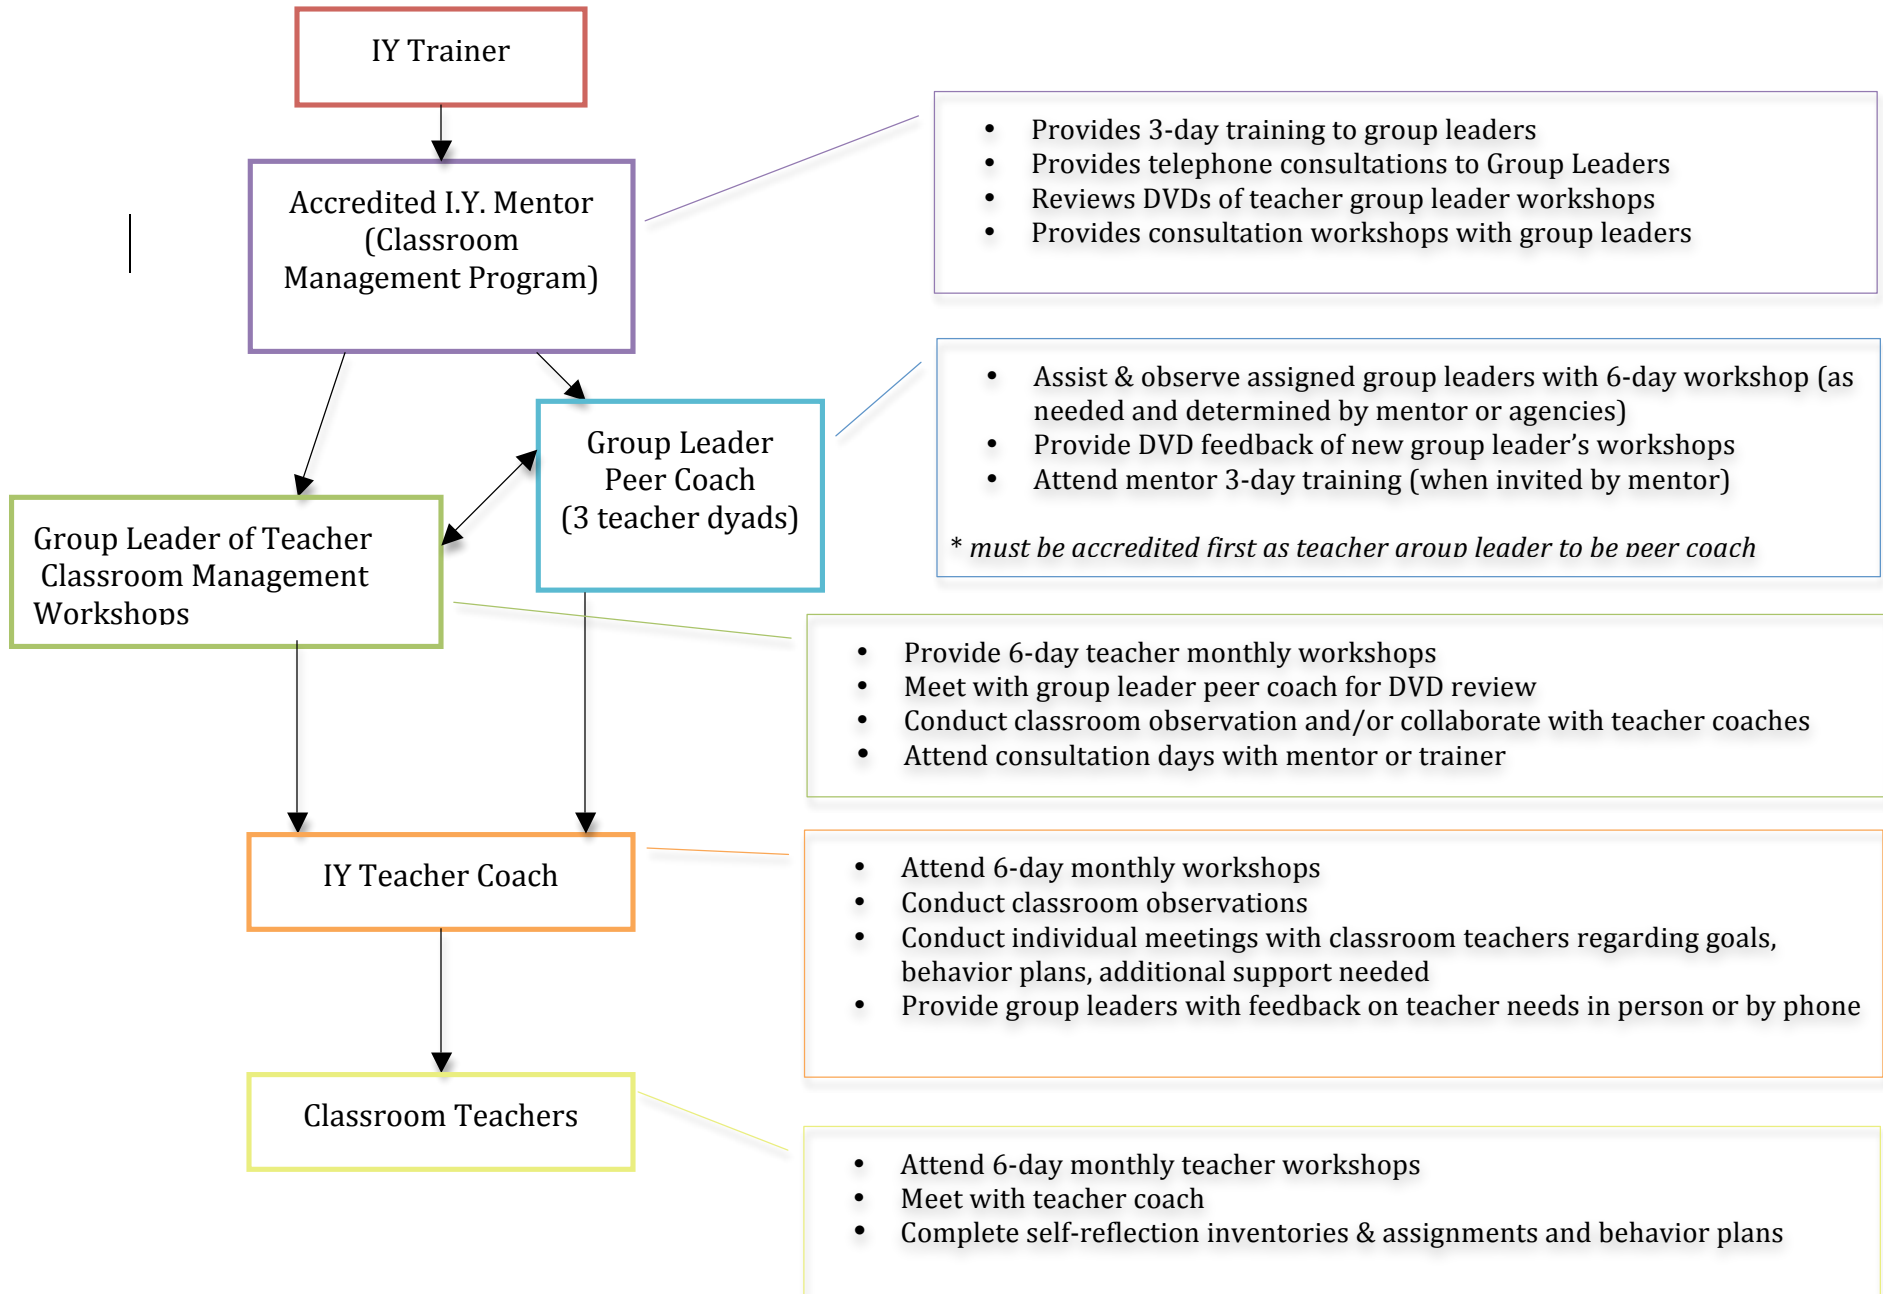 IY Trainer
Accredited I.Y. Mentor
(Classroom
Management Program)
• Provides 3-day training to group leaders
• Provides telephone consultations to Group Leaders
• Reviews DVDs of teacher group leader workshops
• Provides consultation workshops with group leaders
Group Leader
Peer Coach
(3 teacher dyads)
• Assist & observe assigned group leaders with 6-day workshop (as
needed and determined by mentor or agencies)
• Provide DVD feedback of new group leader’s workshops
• Attend mentor 3-day training (when invited by mentor)
* must be accredited first as teacher group leader to be peer coach
Group Leader of Teacher
Classroom Management
Workshops
• Provide 6-day teacher monthly workshops
• Meet with group leader peer coach for DVD review
• Conduct classroom observation and/or collaborate with teacher coaches
• Attend consultation days with mentor or trainer
IY Teacher Coach
• Attend 6-day monthly workshops
• Conduct classroom observations
• Conduct individual meetings with classroom teachers regarding goals,
behavior plans, additional support needed
• Provide group leaders with feedback on teacher needs in person or by phone
Classroom Teachers
• Attend 6-day monthly teacher workshops
• Meet with teacher coach
• Complete self-reflection inventories & assignments and behavior plans